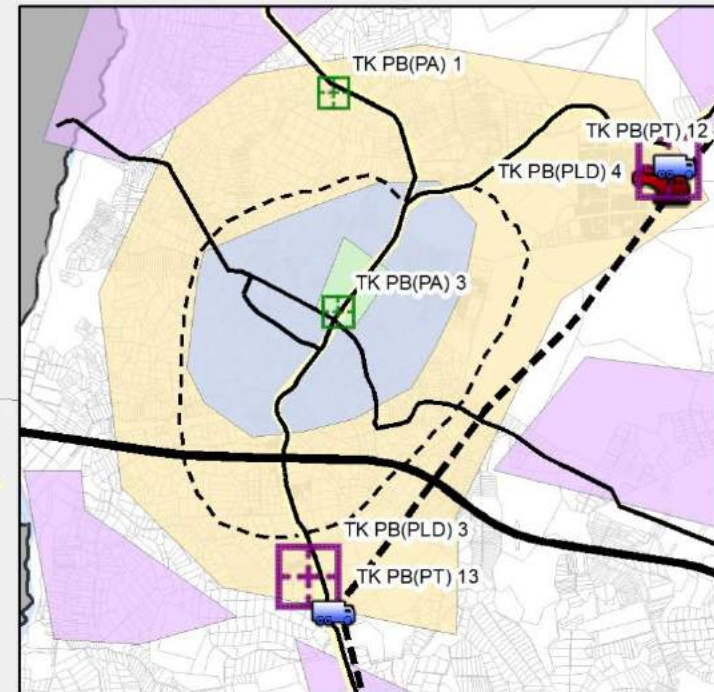 TK PB(PA) 1
TK PB(PT) 12
TK PB(PLD) 4
TK PB(PA) 3
TK PB(PLD) 3
TK PB(PT) 13